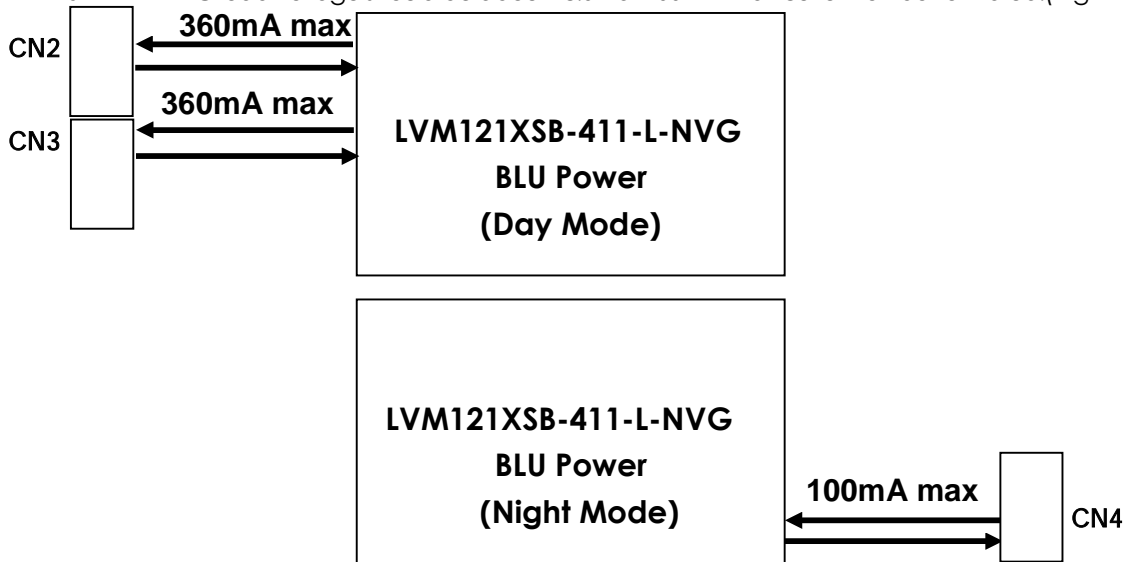 360mA max
CN2
360mA max
CN3
LVM121XSB-411-L-NVG
BLU Power
(Day Mode)
LVM121XSB-411-L-NVG
BLU Power
(Night Mode)
100mA max
CN4